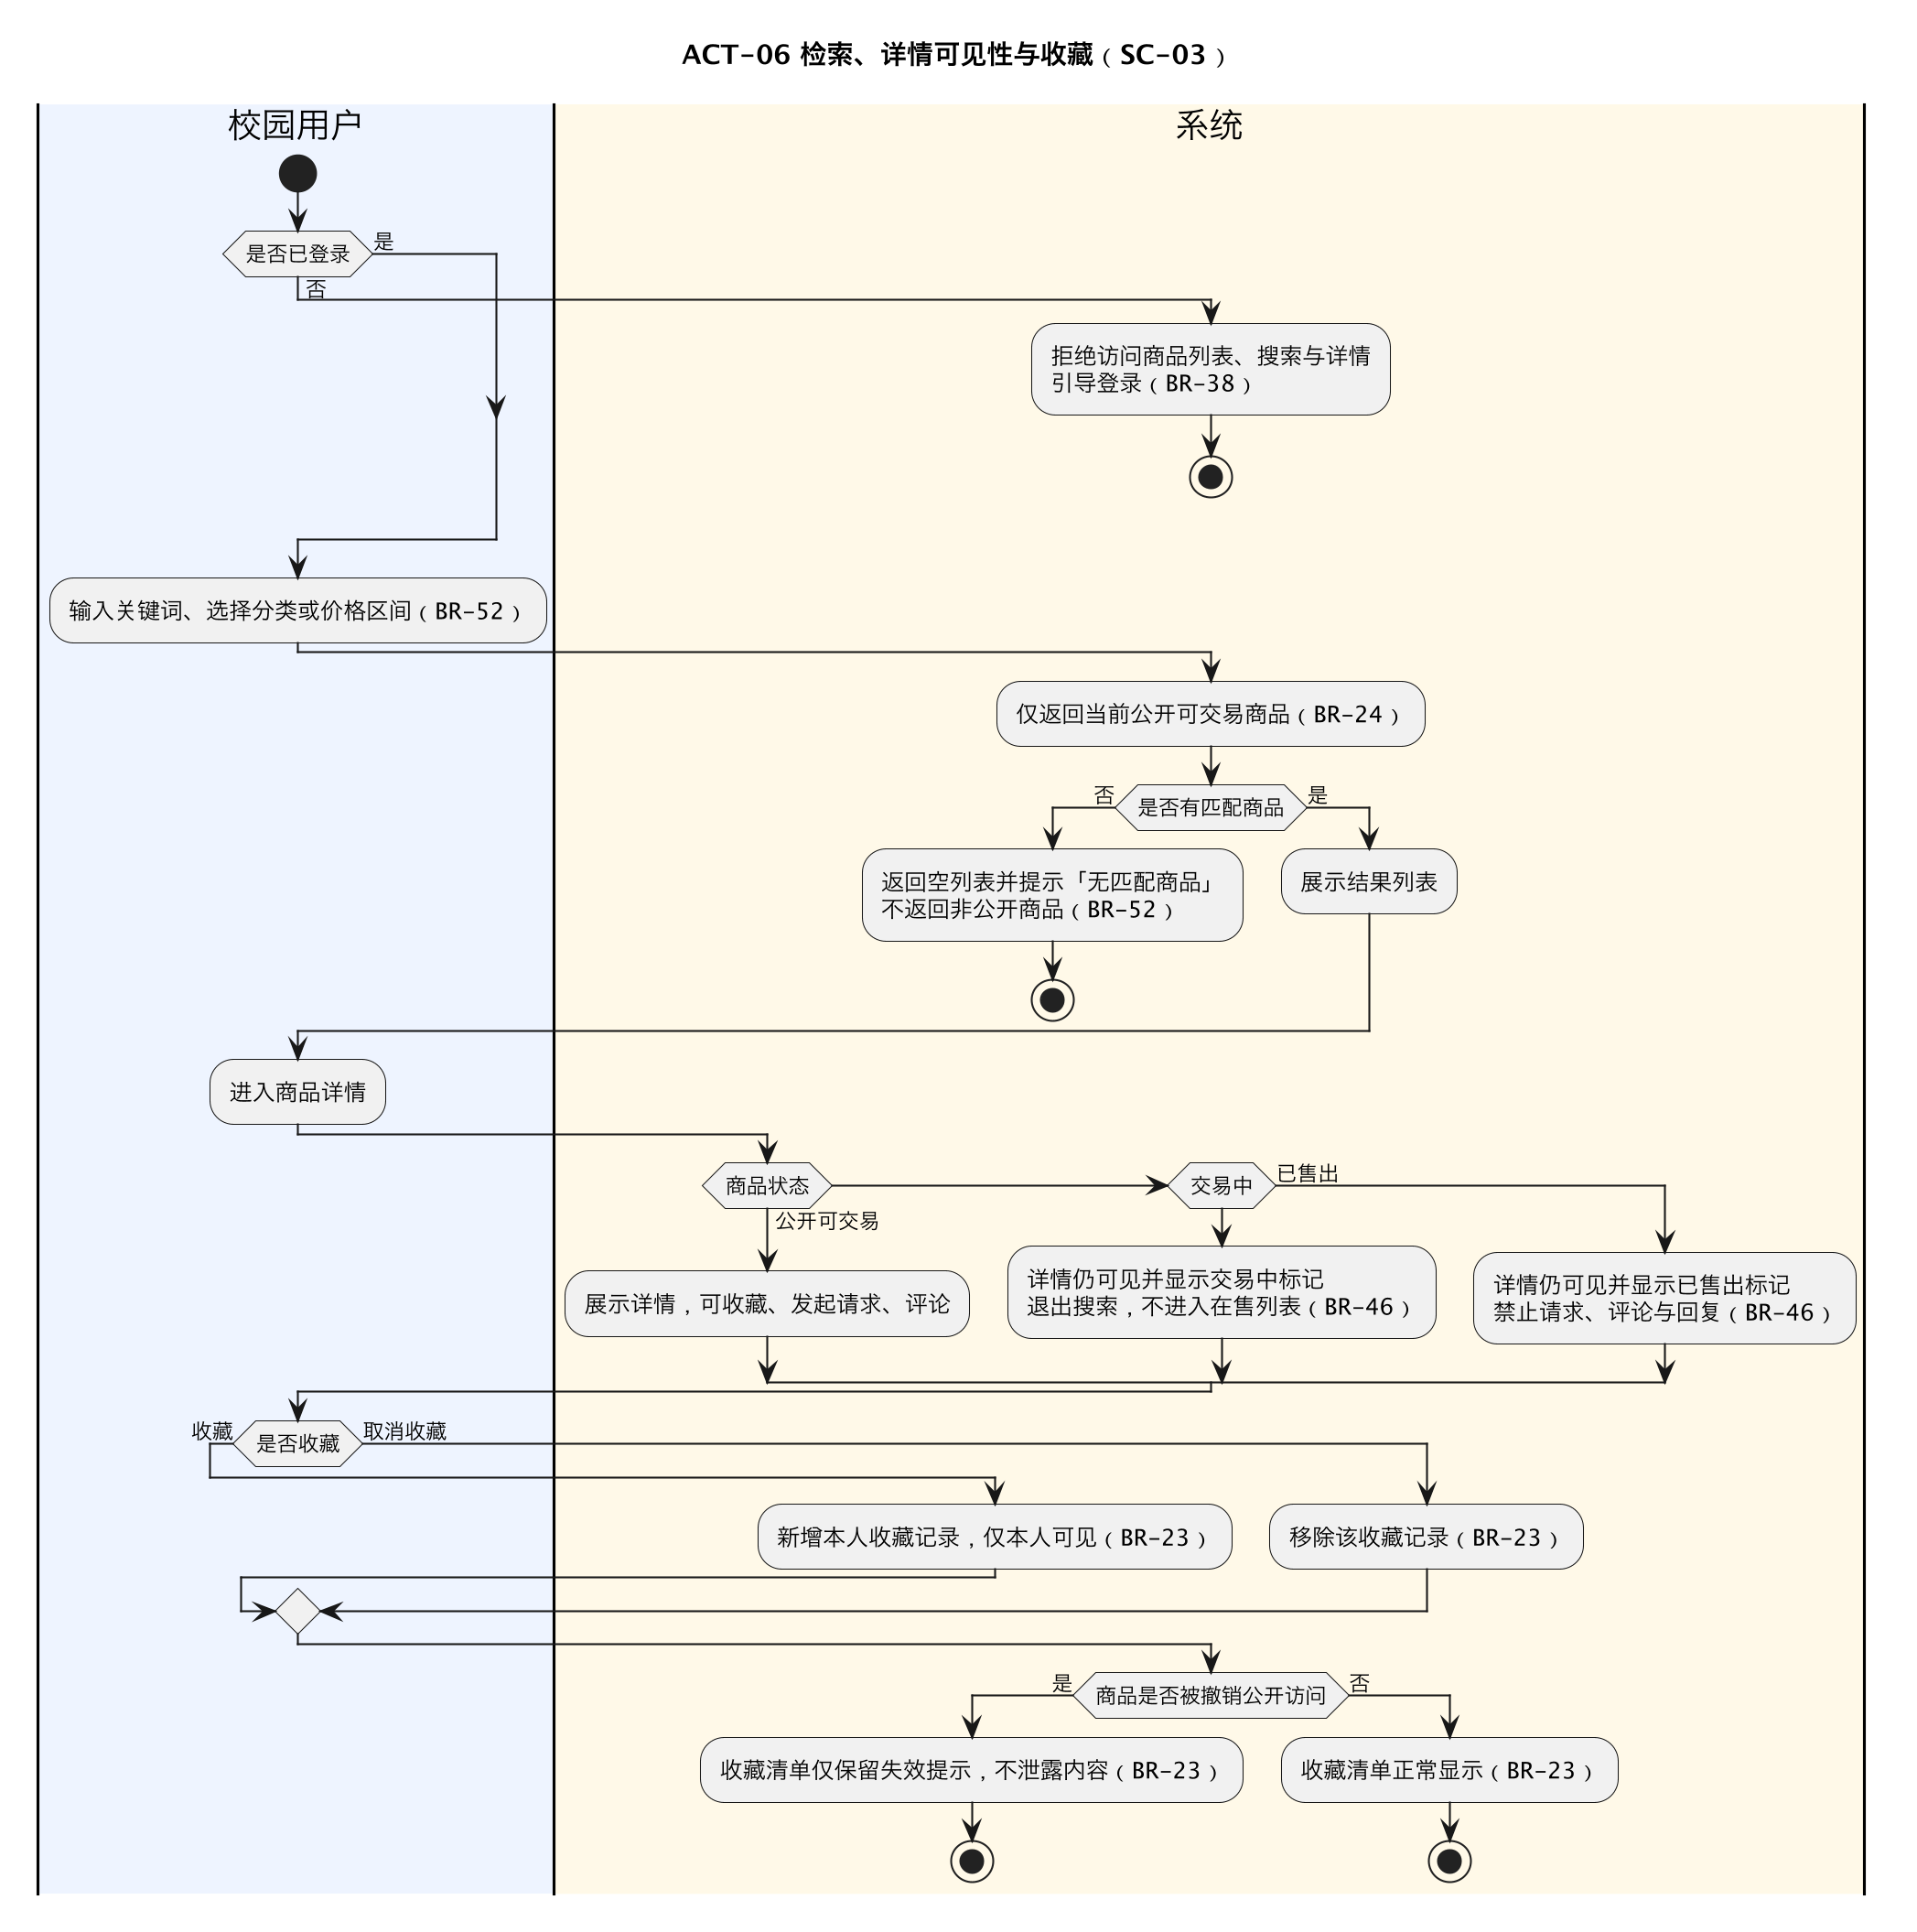 ACT-06 检索、详情可见性与收藏（SC-03）
校园用户
系统
是否已登录
是
否
拒绝访问商品列表、搜索与详情
引导登录（BR-38）
输入关键词、选择分类或价格区间（BR-52）
仅返回当前公开可交易商品（BR-24）
否
是否有匹配商品
是
返回空列表并提示「无匹配商品」
不返回非公开商品（BR-52）
展示结果列表
进入商品详情
商品状态
公开可交易
交易中
已售出
展示详情，可收藏、发起请求、评论
详情仍可见并显示交易中标记
退出搜索，不进入在售列表（BR-46）
详情仍可见并显示已售出标记
禁止请求、评论与回复（BR-46）
收藏
是否收藏
取消收藏
新增本人收藏记录，仅本人可见（BR-23）
移除该收藏记录（BR-23）
是
商品是否被撤销公开访问
否
收藏清单仅保留失效提示，不泄露内容（BR-23）
收藏清单正常显示（BR-23）